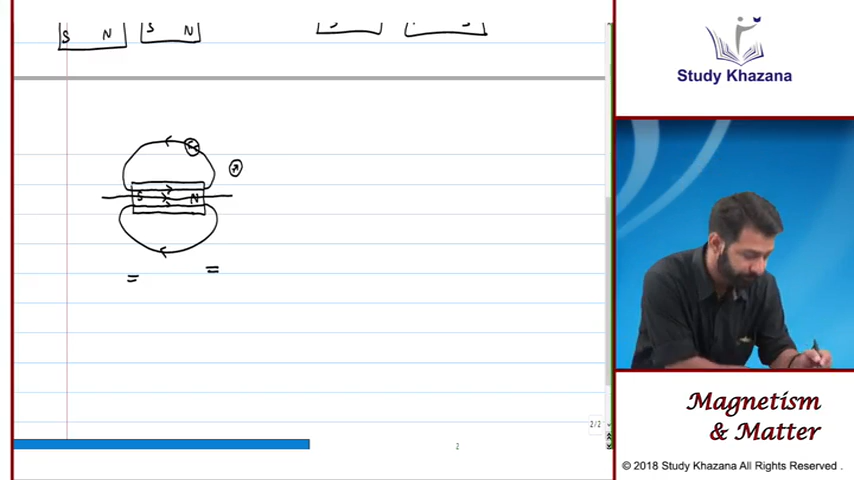 S N S N
S N
Study Khazana
2/2
2
Magnetism
& Matter
© 2018 Study Khazana All Rights Reserved .